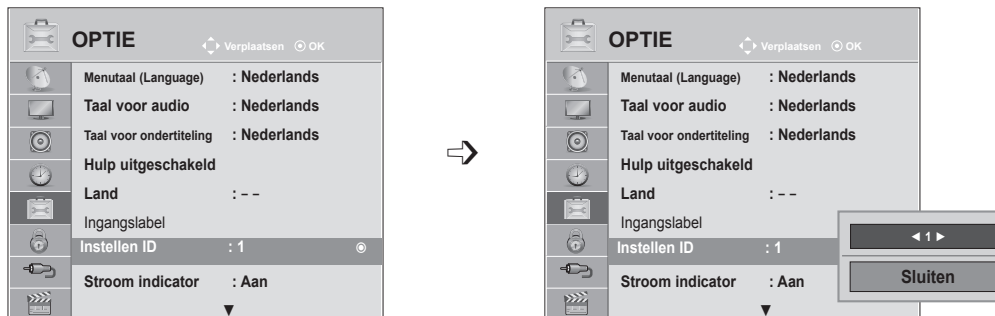 OPTIE
Verplaatsen OK
Menutaal (Language) : Nederlands
Taal voor audio : Nederlands
Taal voor ondertiteling : Nederlands
Hulp uitgeschakeld
Land : – –
Ingangslabel
Instellen ID : 1
Stroom indicator : Aan
▼
OPTIE
Verplaatsen OK
Menutaal (Language) : Nederlands
Taal voor audio : Nederlands
Taal voor ondertiteling : Nederlands
Hulp uitgeschakeld
Land : – –
Ingangslabel
Instellen ID : 1
Stroom indicator : Aan
▼
◄ 1 ►
Sluiten